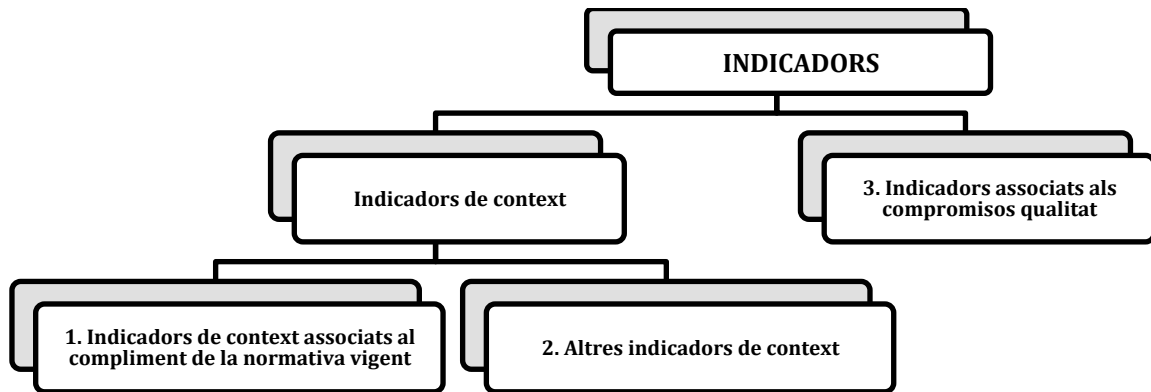 INDICADORS
Indicadors de context
3. Indicadors associats als
compromisos qualitat
1. Indicadors de context associats al
compliment de la normativa vigent
2. Altres indicadors de context